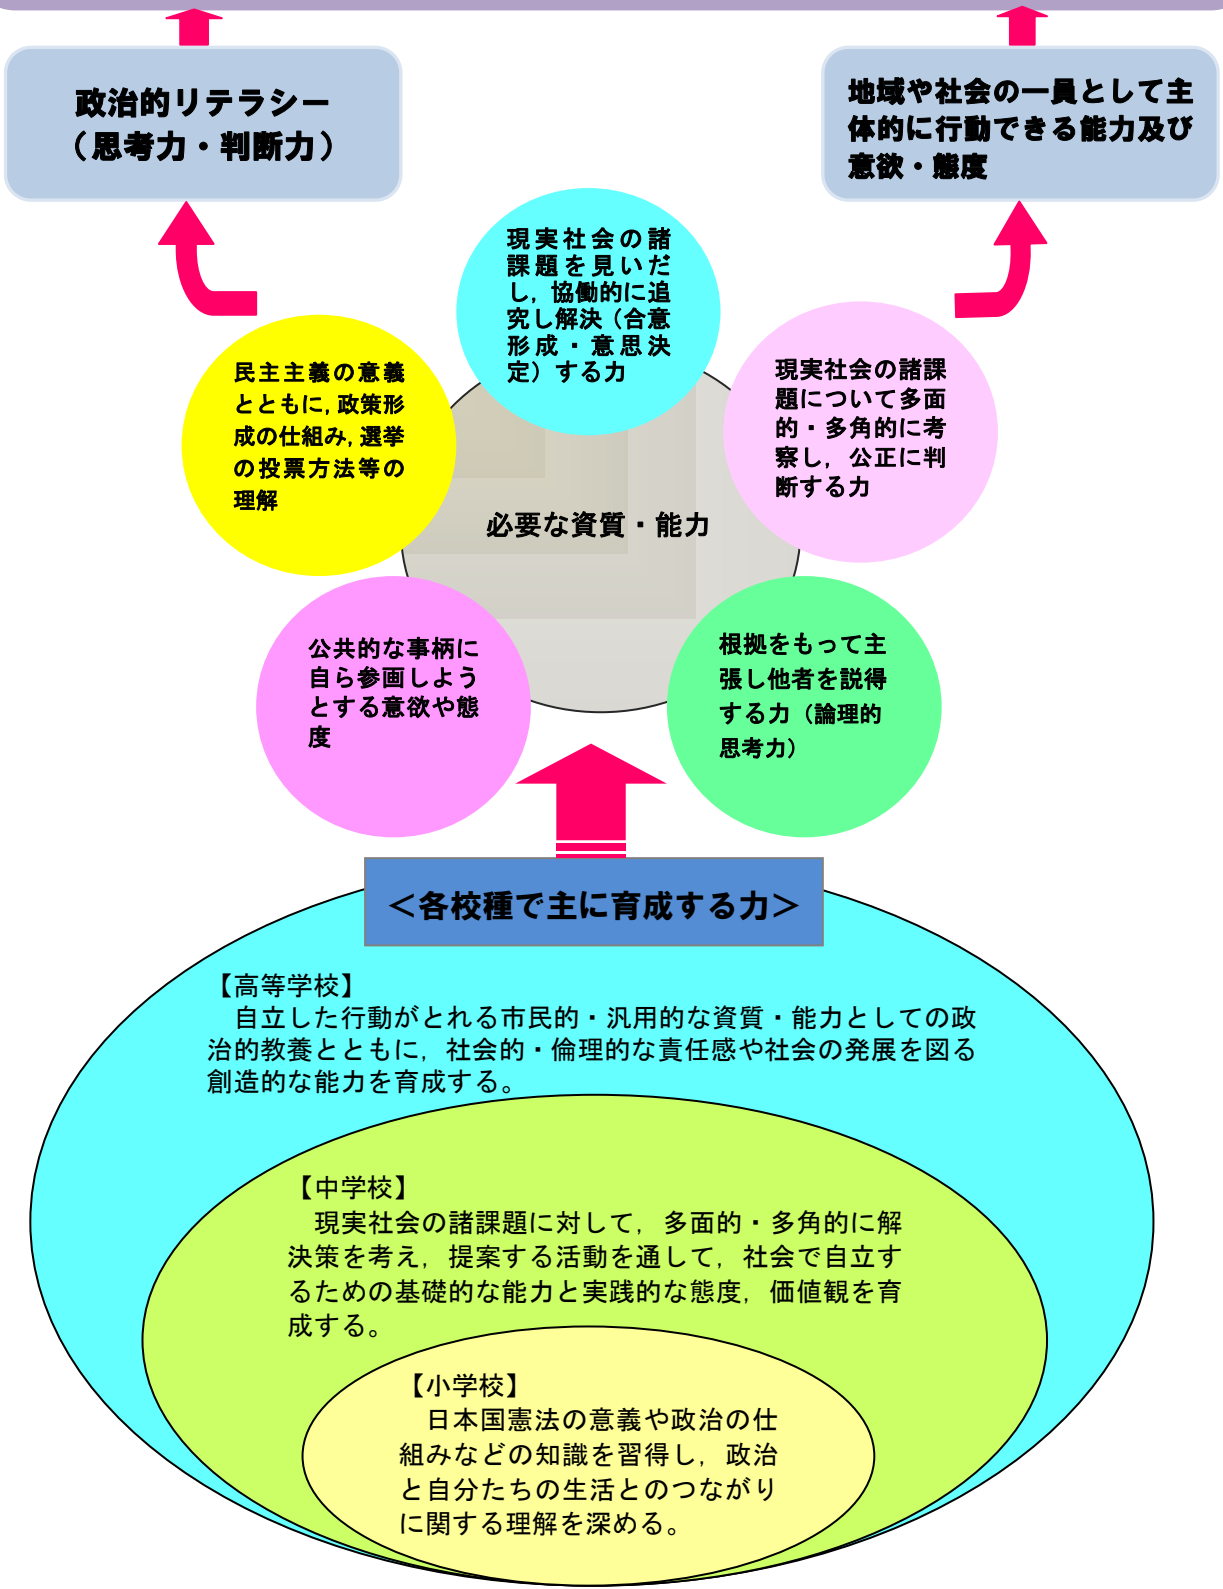 政治的リテラシー
（思考力・判断力）
地域や社会の一員として主
体的に行動できる能力及び
意欲・態度
現実社会の諸
課題を見いだ
し，協働的に追
究し解決（合意
形成・意思決
定）する力
民主主義の意義
とともに，政策形
成の仕組み，選挙
の投票方法等の
理解
現実社会の諸課
題について多面
的・多角的に考
察し，公正に判
断する力
必要な資質・能力
公共的な事柄に
自ら参画しよう
とする意欲や態
度
根拠をもって主
張し他者を説得
する力（論理的
思考力）
＜各校種で主に育成する力＞
【高等学校】
　自立した行動がとれる市民的・汎用的な資質・能力としての政
治的教養とともに，社会的・倫理的な責任感や社会の発展を図る
創造的な能力を育成する。
【中学校】
　現実社会の諸課題に対して，多面的・多角的に解
決策を考え，提案する活動を通して，社会で自立す
るための基礎的な能力と実践的な態度，価値観を育
成する。
【小学校】
　日本国憲法の意義や政治の仕
組みなどの知識を習得し，政治
と自分たちの生活とのつながり
に関する理解を深める。